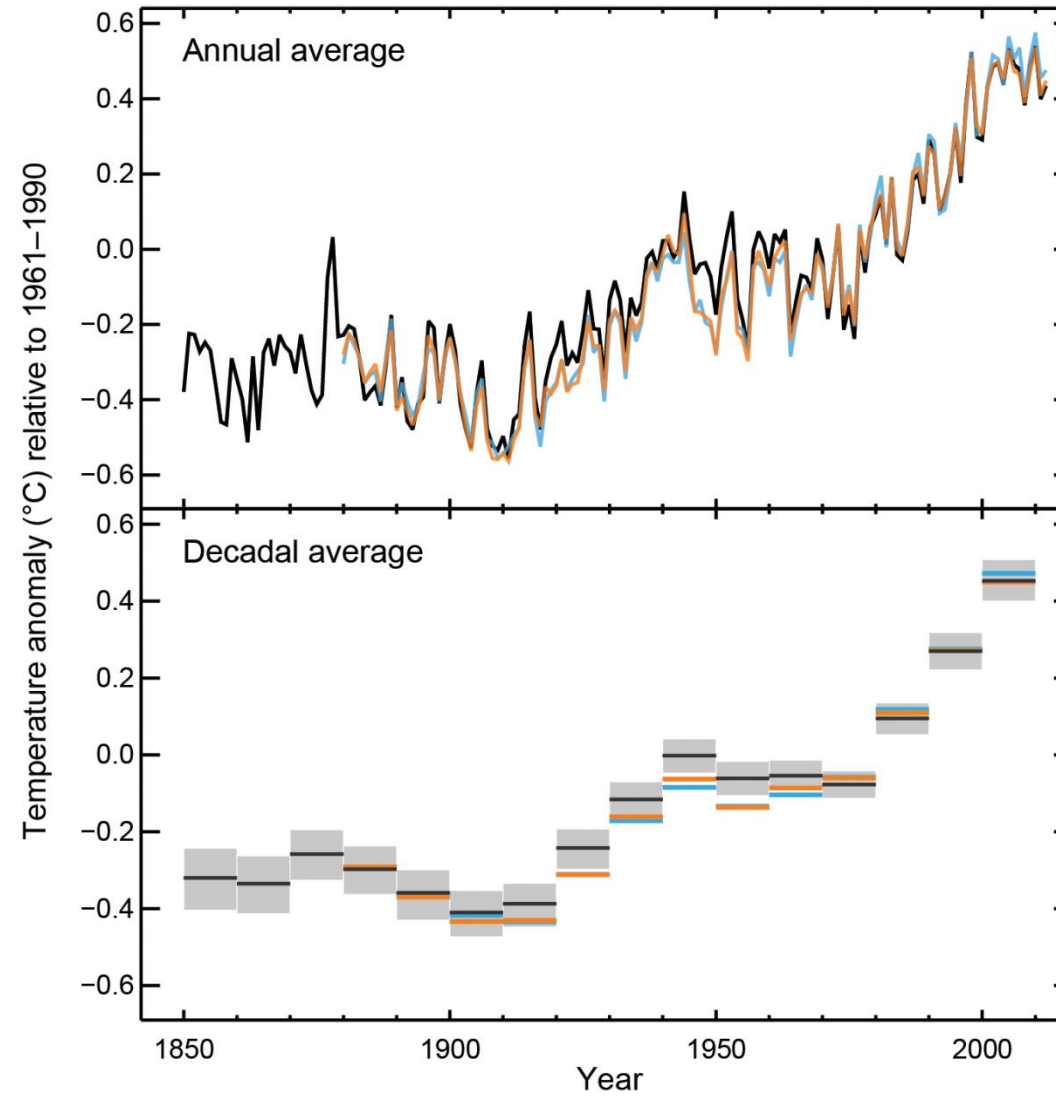 Temperature anomaly (°C) relative to 1961–1990
Annual average
0.6
0.4
0.2
0.0
−0.2
−0.4
−0.6
Decadal average
0.6
0.4
0.2
0.0
−0.2
−0.4
−0.6
1850 1900 1950 2000
Year